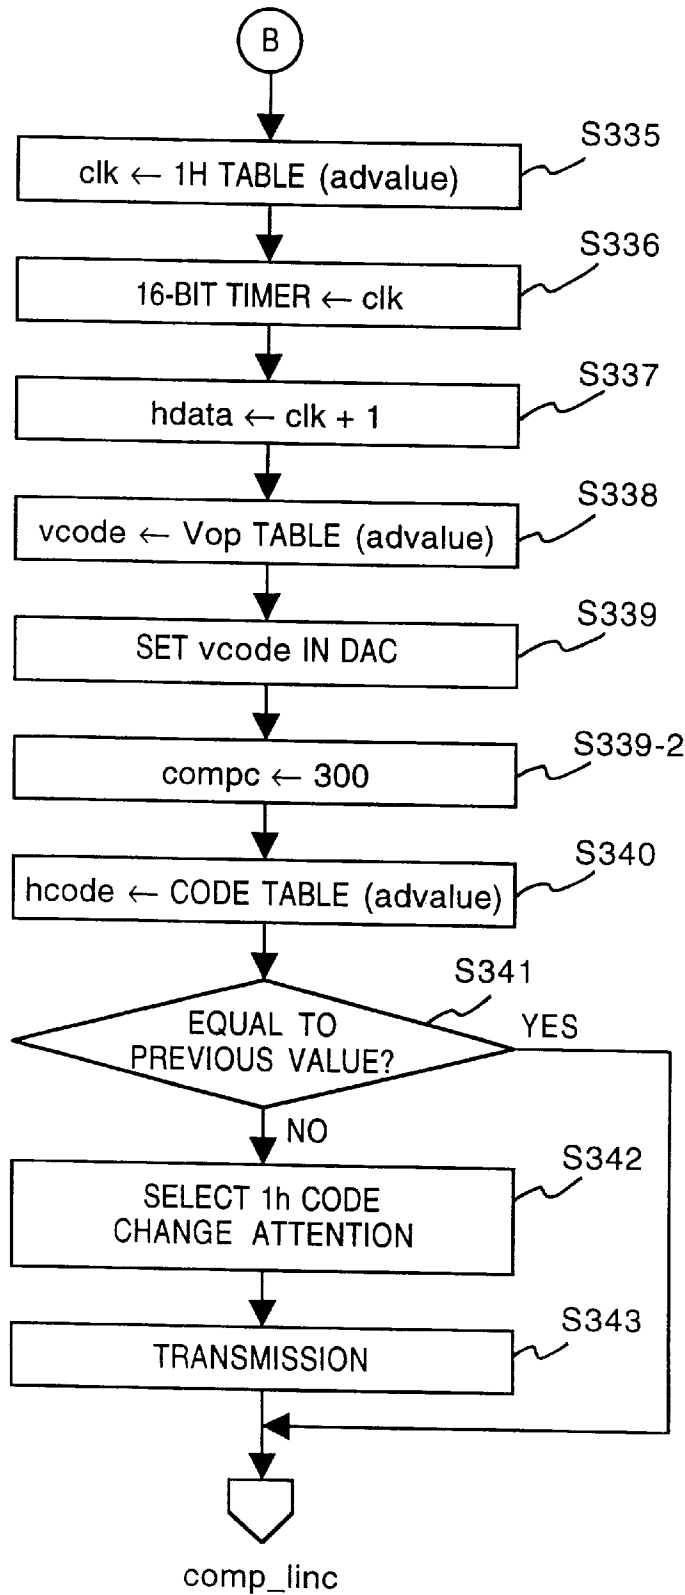 B
S335
clk ← 1H TABLE (advalue)
S336
16-BIT TIMER ← clk
S337
hdata ← clk + 1
S338
vcode ← Vop TABLE (advalue)
S339
SET vcode IN DAC
S339-2
compc ← 300
S340
hcode ← CODE TABLE (advalue)
S341
EQUAL TO
PREVIOUS VALUE?
YES
NO
S342
SELECT 1h CODE
CHANGE ATTENTION
S343
TRANSMISSION
comp_linc